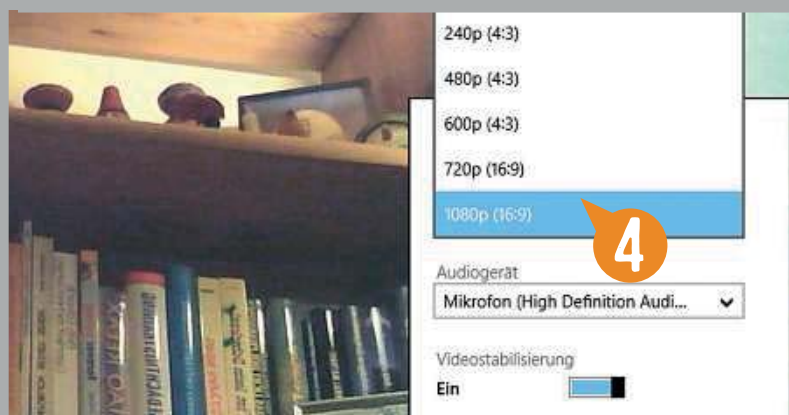 240p (4:3)
480p (4:3)
600p (4:3)
720p (16:9)
1080p (16:9)
4
Audiogerät
Mikrofon (High Definition Audi...
Videostabilisierung
Ein